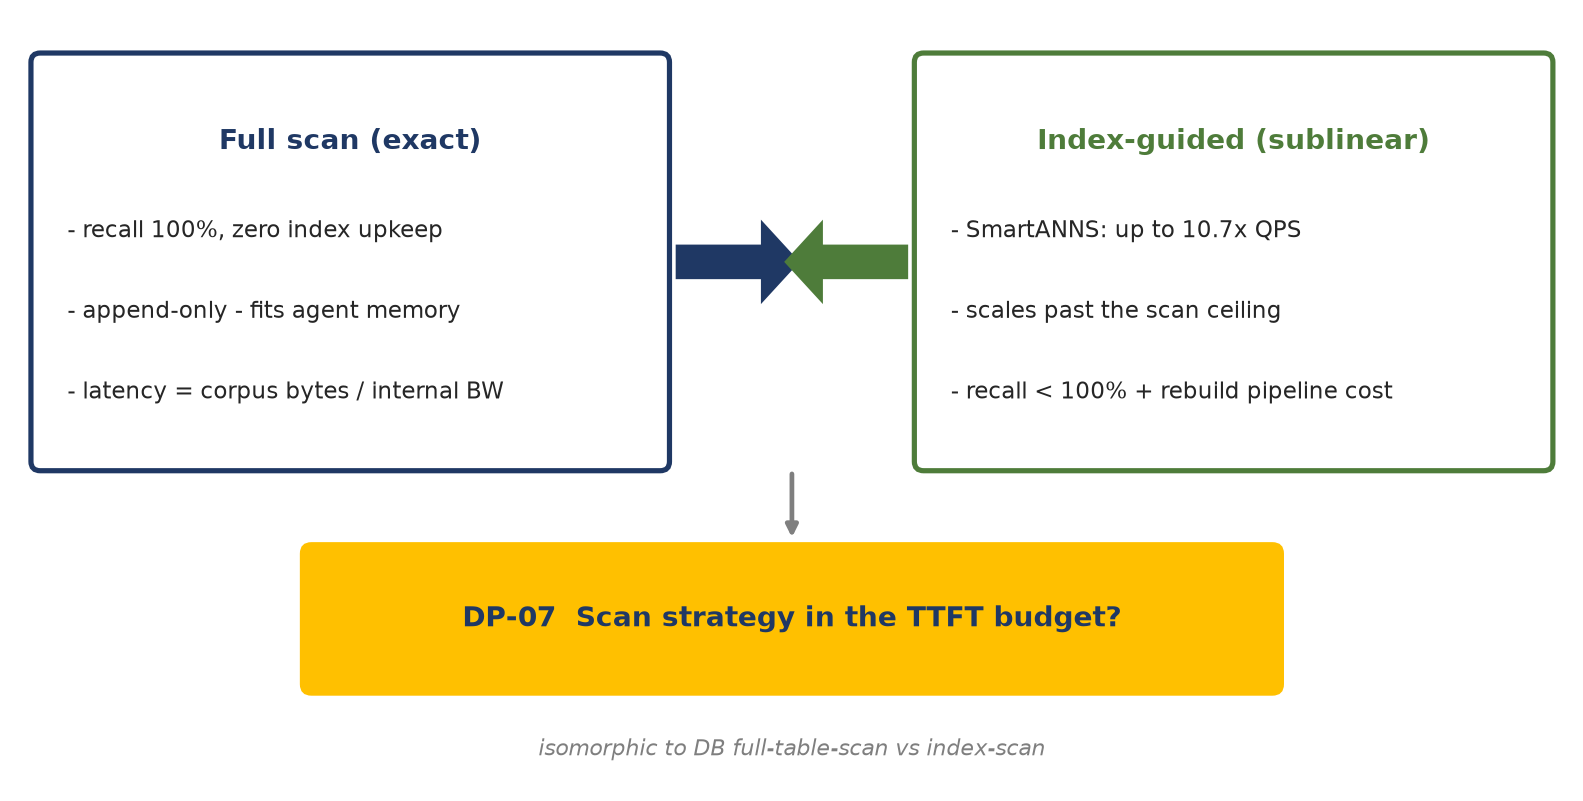 Full scan (exact)
- recall 100%, zero index upkeep
- append-only - fits agent memory
- latency = corpus bytes / internal BW
Index-guided (sublinear)
- SmartANNS: up to 10.7x QPS
- scales past the scan ceiling
- recall < 100% + rebuild pipeline cost
DP-07  Scan strategy in the TTFT budget?
isomorphic to DB full-table-scan vs index-scan